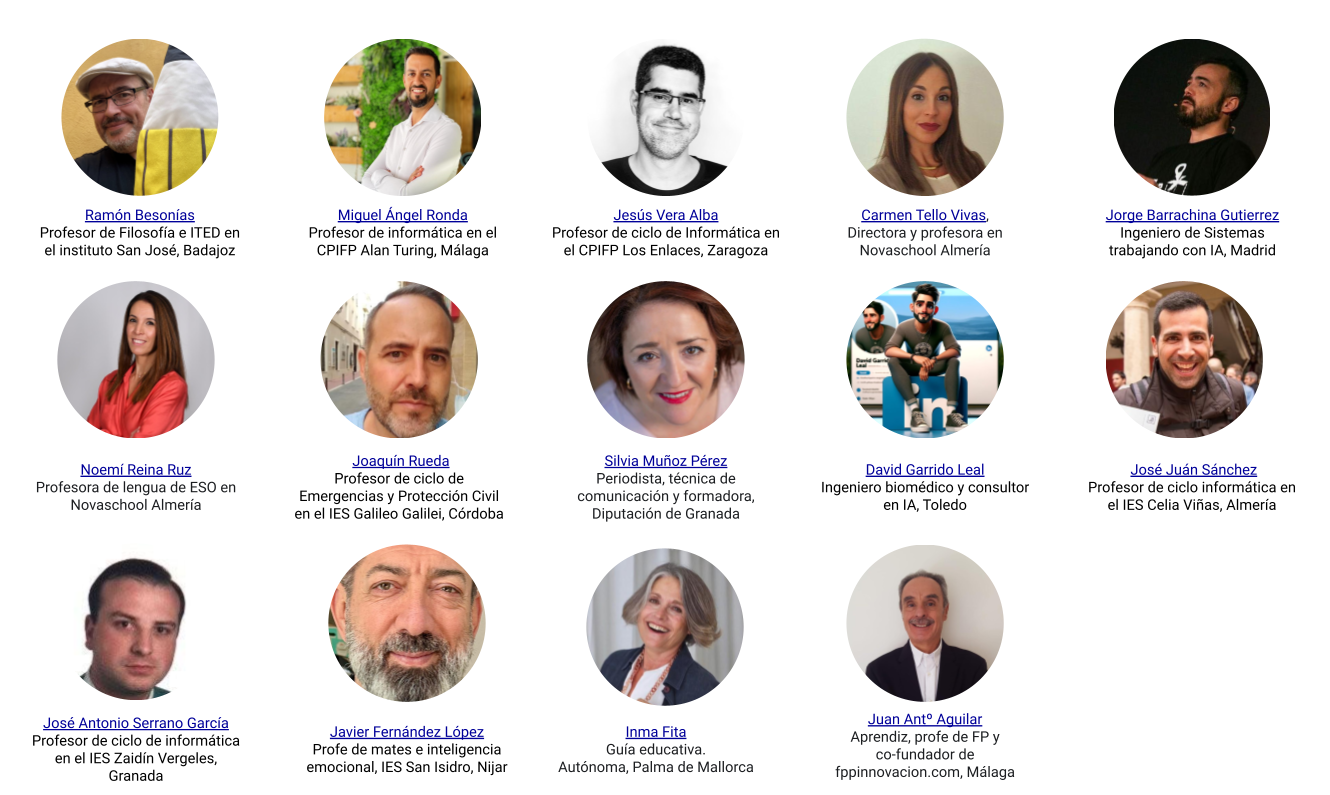 Ramón Besonías
Profesor de Filosofía e ITED en
el instituto San José, Badajoz
Miguel Ángel Ronda
Profesor de informática en el
CPIFP Alan Turing, Málaga
Jesús Vera Alba
Profesor de ciclo de Informática en
el CPIFP Los Enlaces, Zaragoza
Carmen Tello Vivas,
Directora y profesora en
Novaschool Almería
Jorge Barrachina Gutierrez
Ingeniero de Sistemas
trabajando con IA, Madrid
David Garrido
Leal
in
Noemí Reina Ruz
Profesora de lengua de ESO en
Novaschool Almería
Joaquín Rueda
Profesor de ciclo de
Emergencias y Protección Civil
en el IES Galileo Galilei, Córdoba
Silvia Muñoz Pérez
Periodista, técnica de
comunicación y formadora,
Diputación de Granada
David Garrido Leal
Ingeniero biomédico y consultor
en IA, Toledo
José Juán Sánchez
Profesor de ciclo informática en
el IES Celia Viñas, Almería
José Antonio Serrano García
Profesor de ciclo de informática
en el IES Zaidín Vergeles,
Granada
Javier Fernández López
Profe de mates e inteligencia
emocional, IES San Isidro, Nijar
Inma Fita
Guía educativa.
Autónoma, Palma de Mallorca
Juan Antº Aguilar
Aprendiz, profe de FP y
co-fundador de
fppinnovacion.com, Málaga